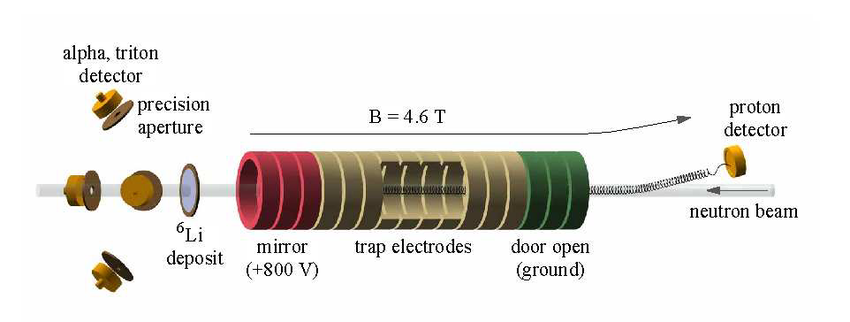 alpha, triton
detector
precision
aperture
B = 4.6 T
proton
detector
neutron beam
6Li
deposit
mirror
(+800 V)
trap electrodes
door open
(ground)